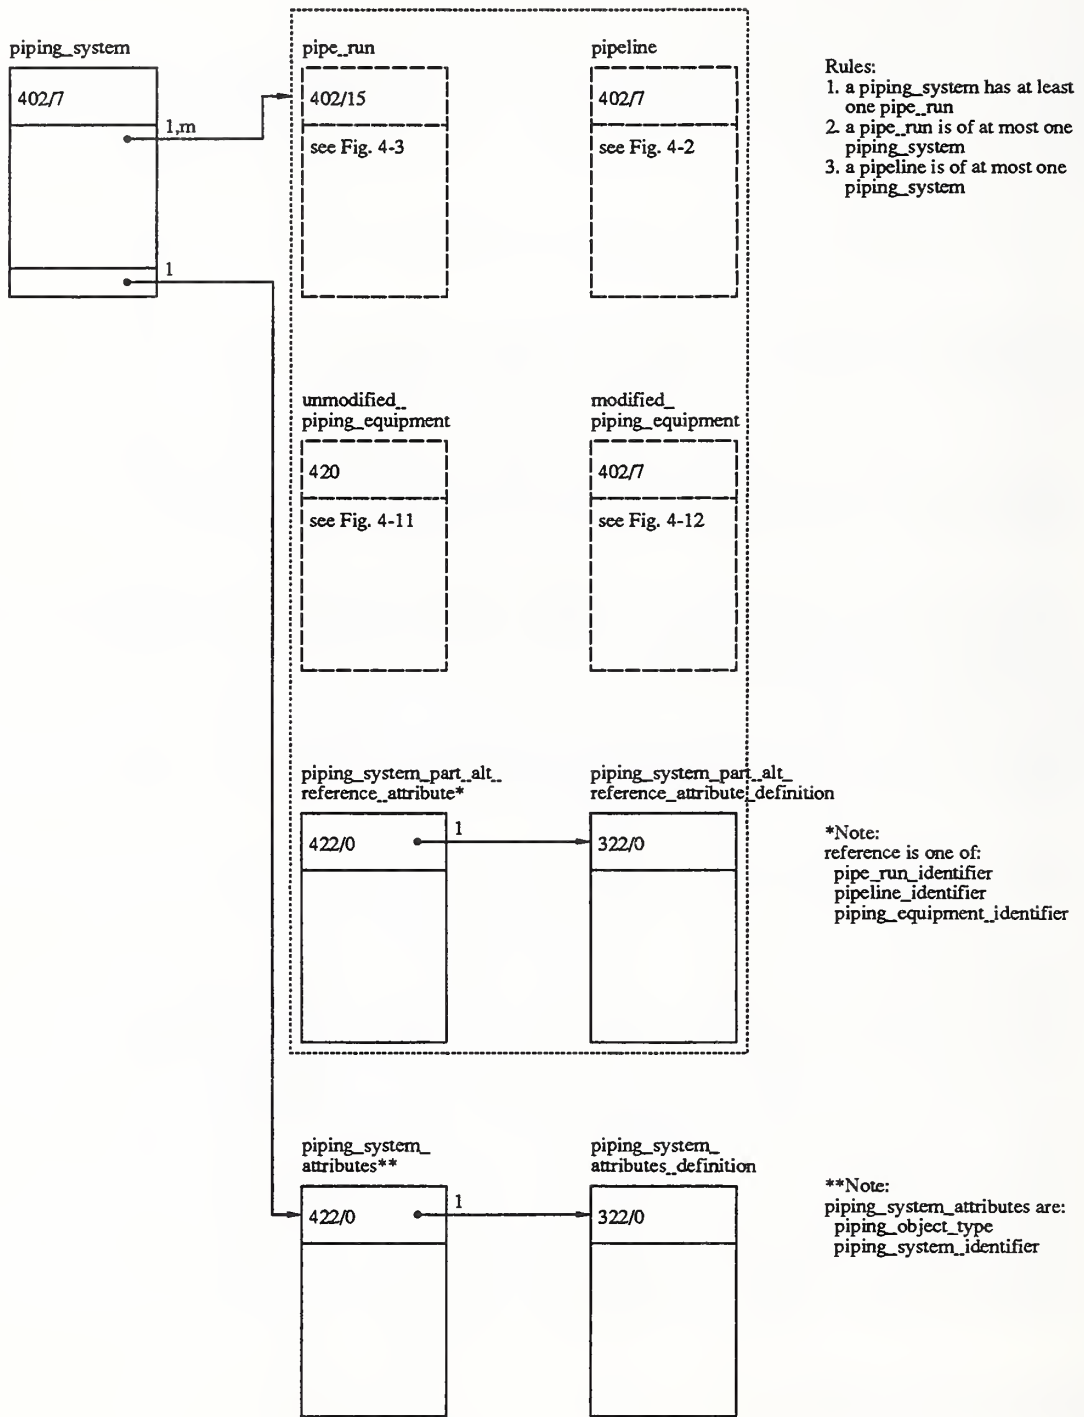 piping_system
402/7
1,m
1
pipe_run
402/15
see Fig. 4-3
pipeline
402/7
see Fig. 4-2
Rules:
1. a piping_system has at least
one pipe_run
2. a pipe_run is of at most one
piping_system
3. a pipeline is of at most one
piping_system
unmodified_
piping_equipment
420
see Fig. 4-11
modified_
piping_equipment
402/7
see Fig. 4-12
piping_system_part_alt_
reference_attribute*
422/0
1
piping_system_part_alt_
reference_attribute_definition
322/0
*Note:
reference is one of:
pipe_run_identifier
pipeline_identifier
piping_equipment_identifier
piping_system_
attributes**
422/0
1
piping_system_
attributes_definition
322/0
**Note:
piping_system_attributes are:
piping_object_type
piping_system_identifier